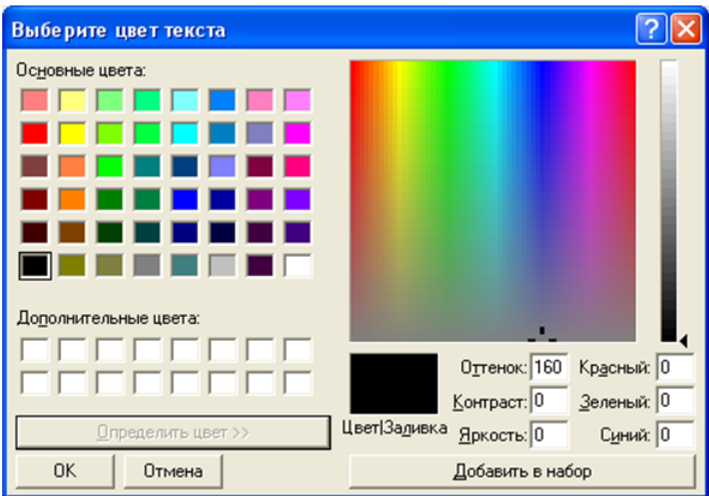 Выберите цвет текста
Основные цвета:
Дополнительные цвета:
Определить цвет >>
OK
Отмена
Цвет|Заливка
Оттенок: 160
Контраст: 0
Яркость: 0
Красный: 0
Зеленый: 0
Синий: 0
Добавить в набор